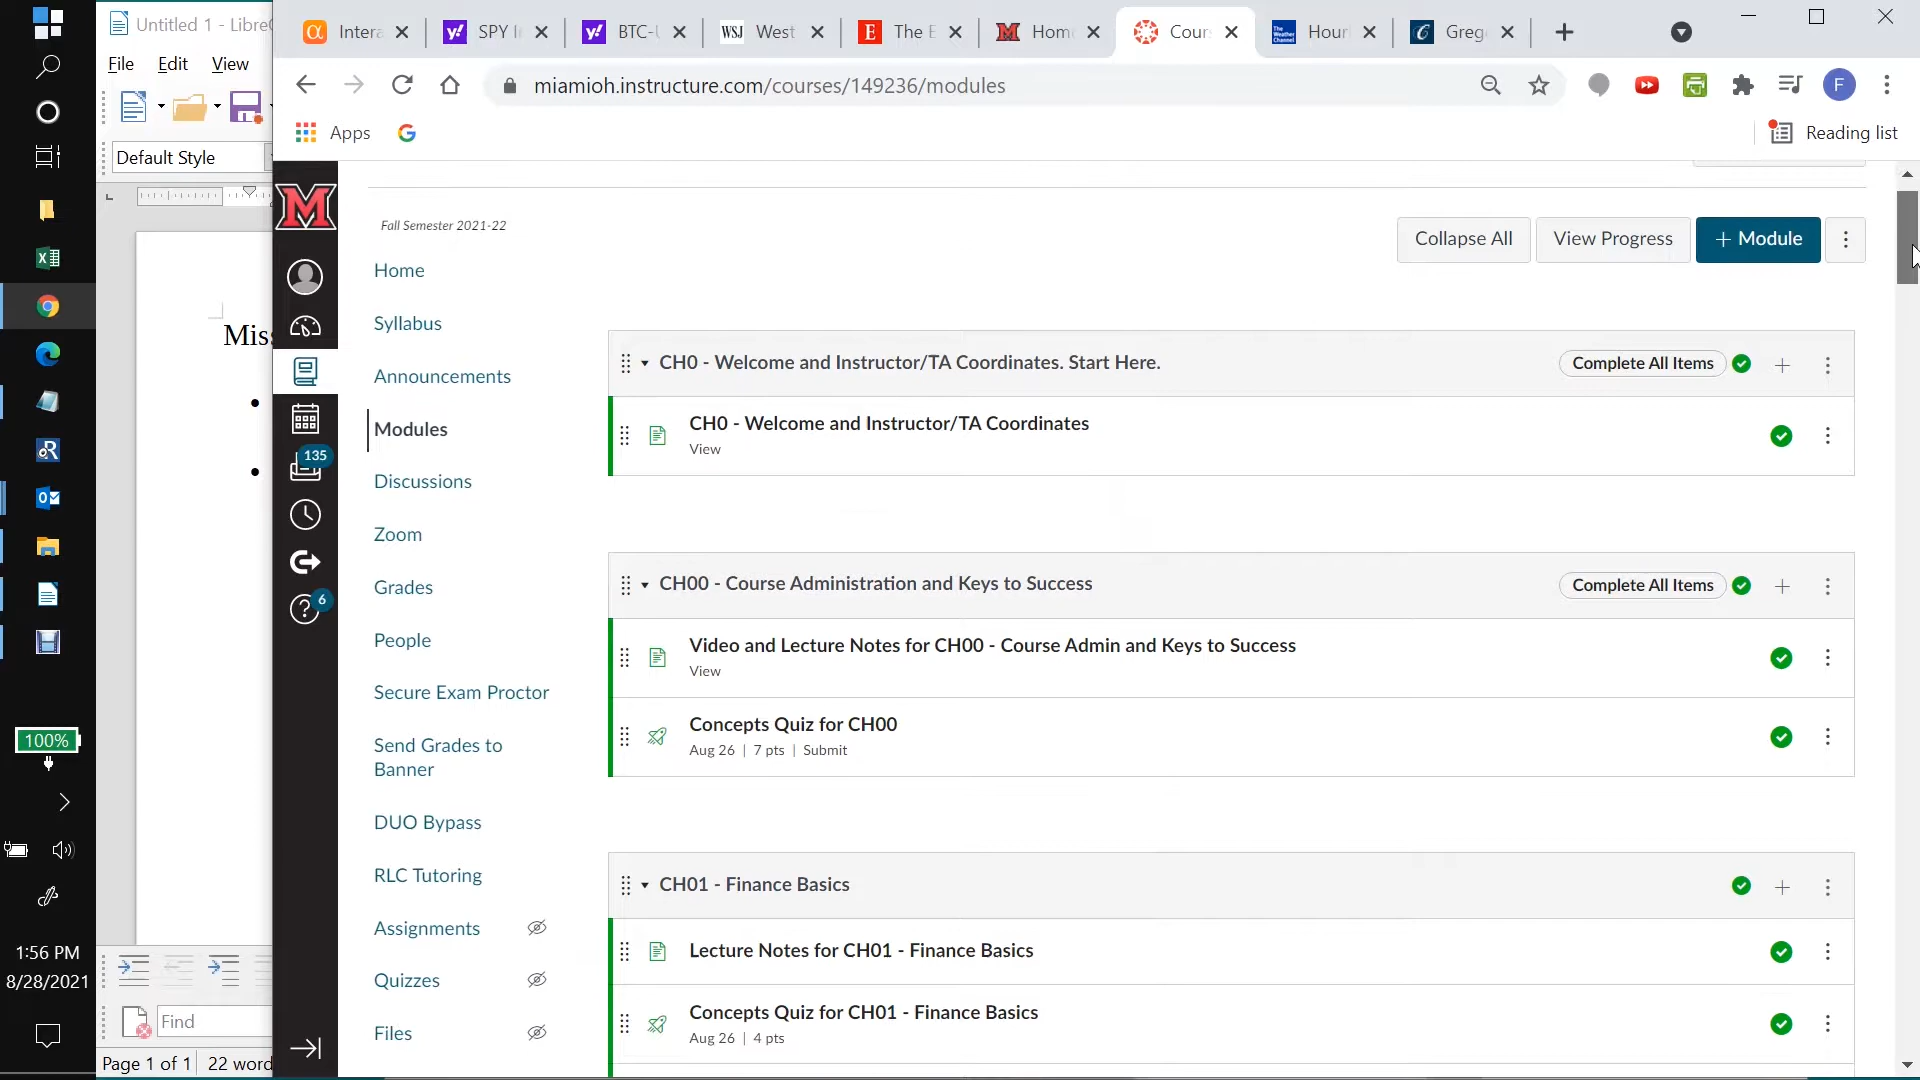 Untitled 1 - Libre
File Edit View
Default Style
Find
Page 1 of 1 22 word
100%
1:56 PM
8/28/2021
Inter
SPY I
BTC-
WSJ West
The E
Hom
Cour
Hour
Greg
miamioh.instructure.com/courses/149236/modules
F
Apps
Reading list
135
6
Fall Semester 2021-22
Home
Syllabus
Announcements
Modules
Discussions
Zoom
Grades
People
Secure Exam Proctor
Send Grades to
Banner
DUO Bypass
RLC Tutoring
Assignments
Quizzes
Files
Collapse All
View Progress
+ Module
CH0 - Welcome and Instructor/TA Coordinates. Start Here.
Complete All Items
CH0 - Welcome and Instructor/TA Coordinates
View
CH00 - Course Administration and Keys to Success
Complete All Items
Video and Lecture Notes for CH00 - Course Admin and Keys to Success
View
Concepts Quiz for CH00
Aug 26 | 7 pts | Submit
CH01 - Finance Basics
Lecture Notes for CH01 - Finance Basics
Concepts Quiz for CH01 - Finance Basics
Aug 26 | 4 pts